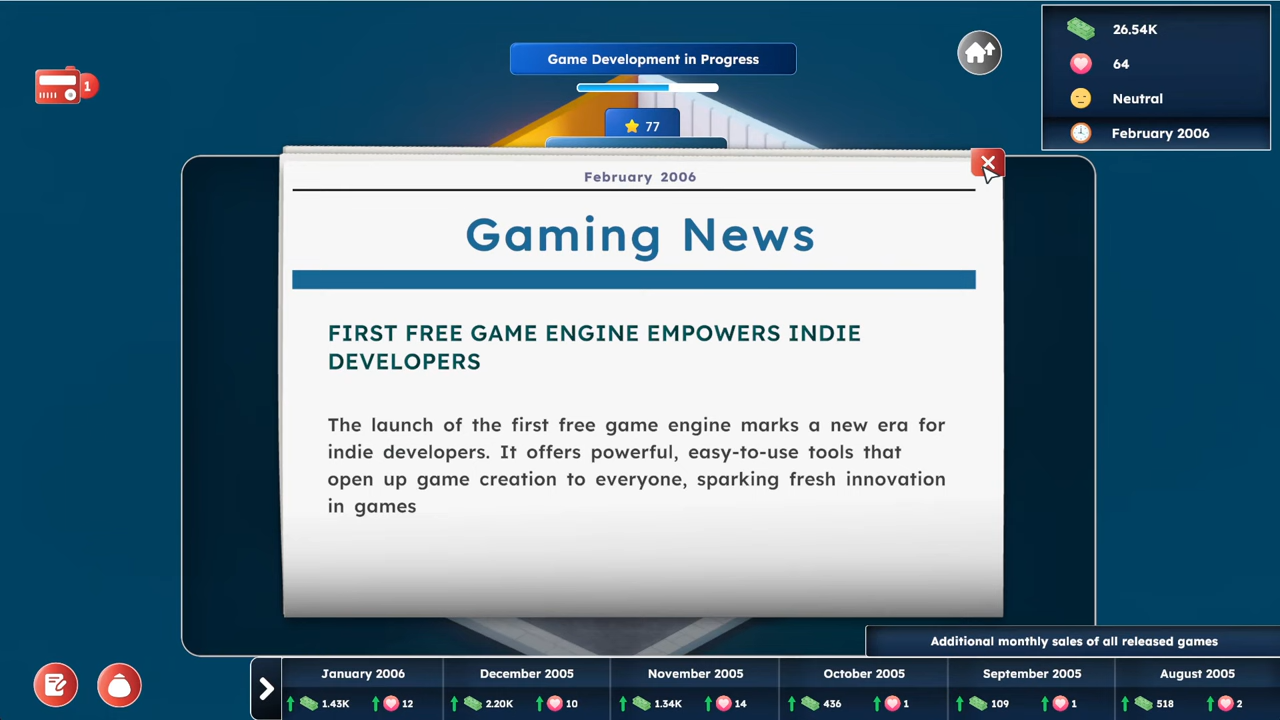 1
Game Development in Progress
77
26.54K
64
Neutral
February 2006
February 2006
Gaming News
FIRST FREE GAME ENGINE EMPOWERS INDIE
DEVELOPERS
The launch of the first free game engine marks a new era for
indie developers. It offers powerful, easy-to-use tools that
open up game creation to everyone, sparking fresh innovation
in games
Additional monthly sales of all released games
January 2006 December 2005 November 2005 October 2005 September 2005 August 2005
1.43K 12 2.20K 10 1.34K 14 436 1 109 1 518 2